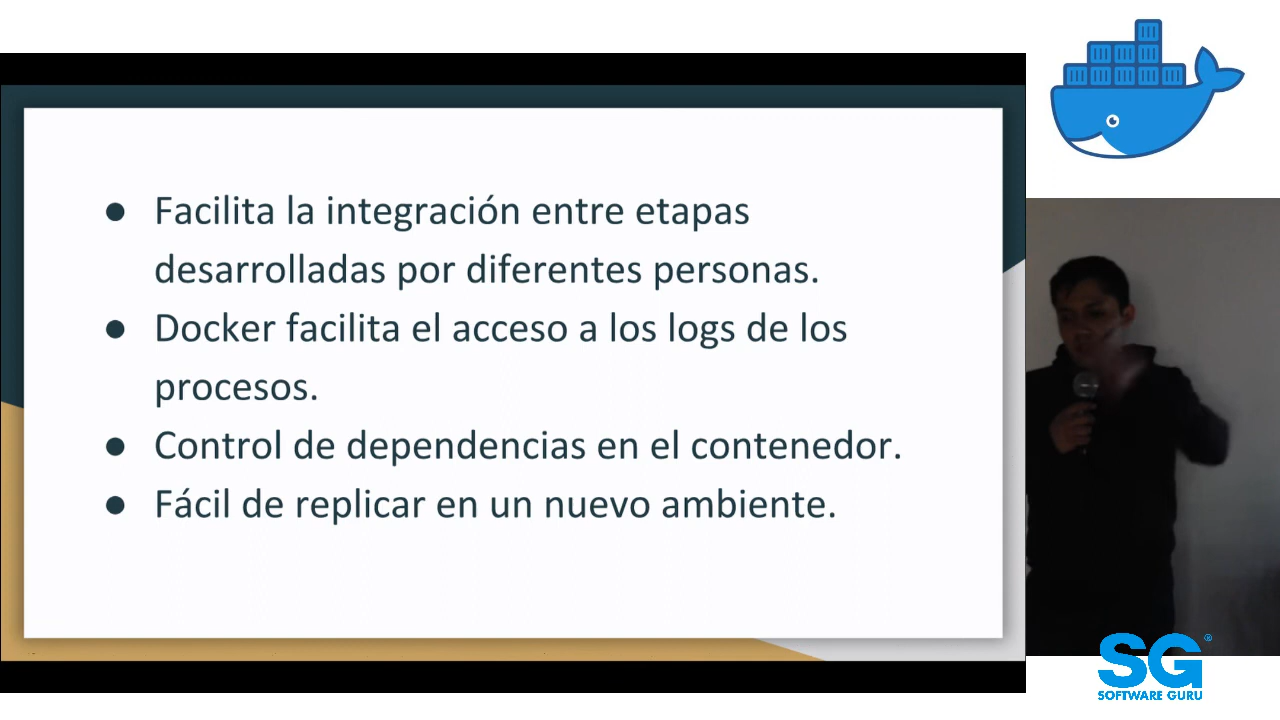 ● Facilita la integración entre etapas
desarrolladas por diferentes personas.
● Docker facilita el acceso a los logs de los
procesos.
● Control de dependencias en el contenedor.
● Fácil de replicar en un nuevo ambiente.
SG®
SOFTWARE GURU